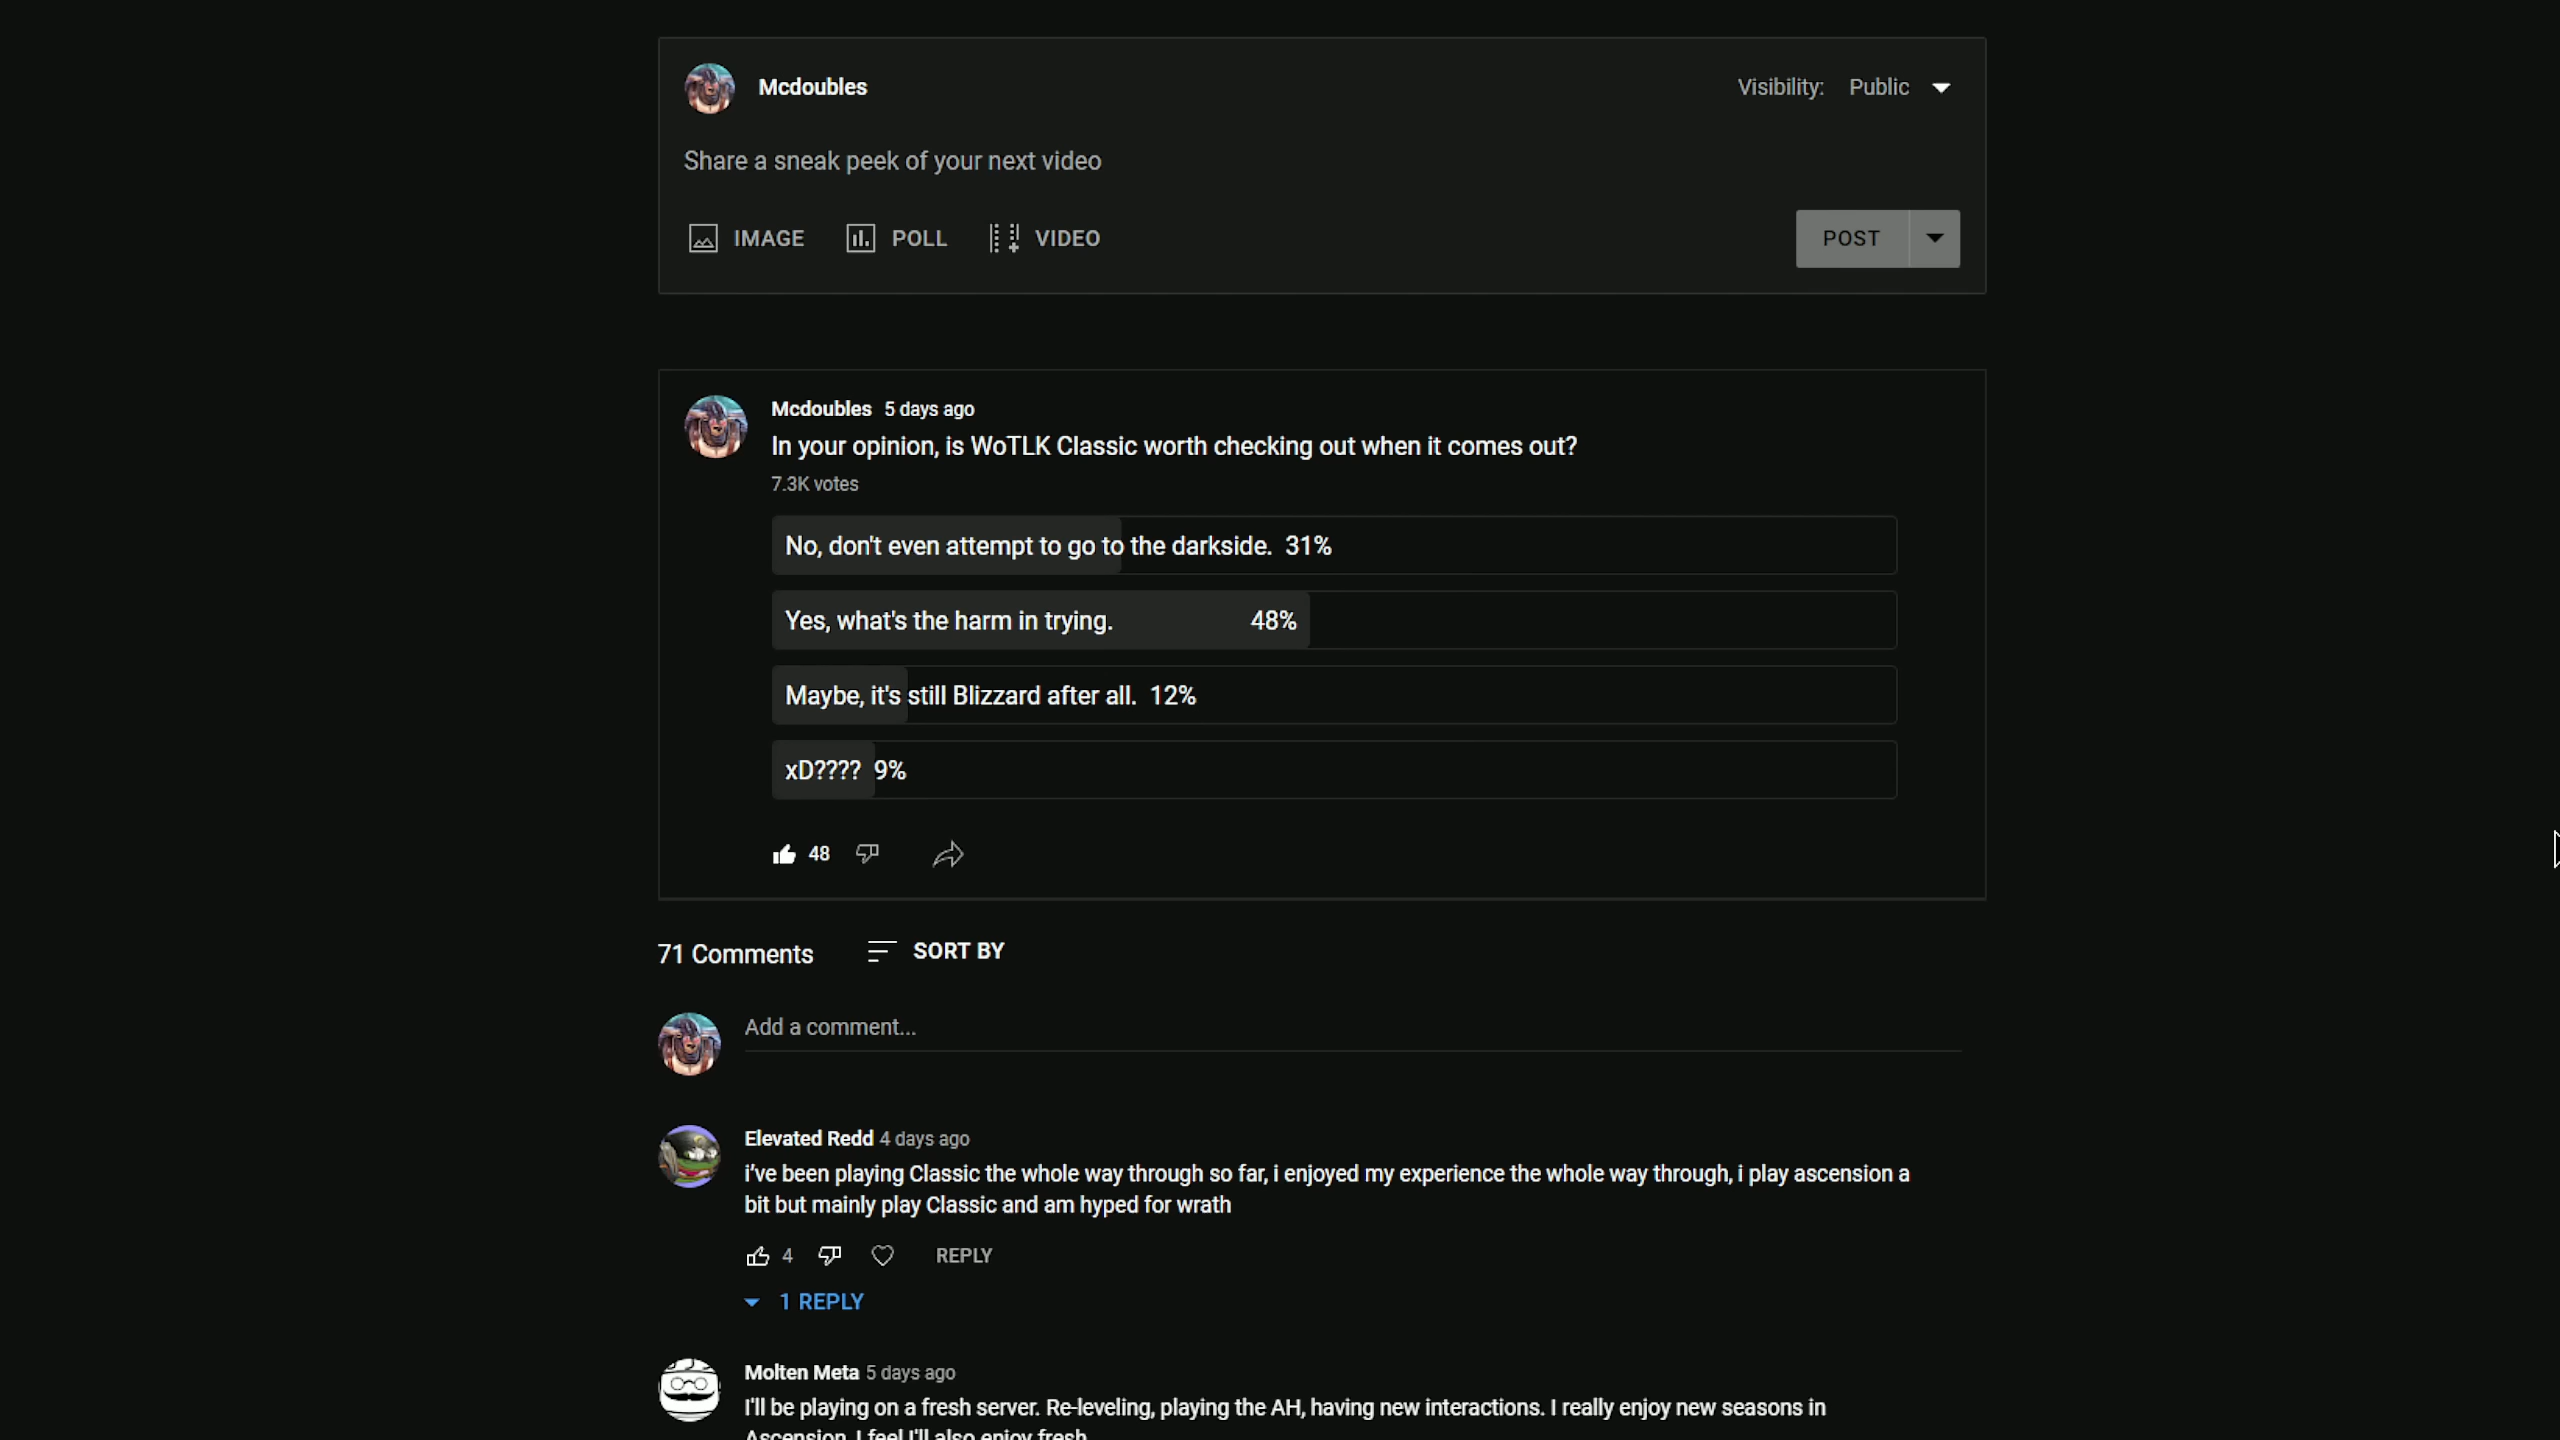 Mcdoubles
Visibility: Public
Share a sneak peek of your next video
IMAGE POLL VIDEO
POST
Mcdoubles 5 days ago
In your opinion, is WoTLK Classic worth checking out when it comes out?
7.3K votes
No, don't even attempt to go to the darkside. 31%
Yes, what's the harm in trying. 48%
Maybe, it's still Blizzard after all. 12%
xD???? 9%
48
71 Comments SORT BY
Add a comment...
Elevated Redd 4 days ago
i've been playing Classic the whole way through so far, i enjoyed my experience the whole way through, i play ascension a
bit but mainly play Classic and am hyped for wrath
4 REPLY
1 REPLY
Molten Meta 5 days ago
I'll be playing on a fresh server. Re-leveling, playing the AH, having new interactions. I really enjoy new seasons in
Ascension. I feel I'll also enjoy fresh